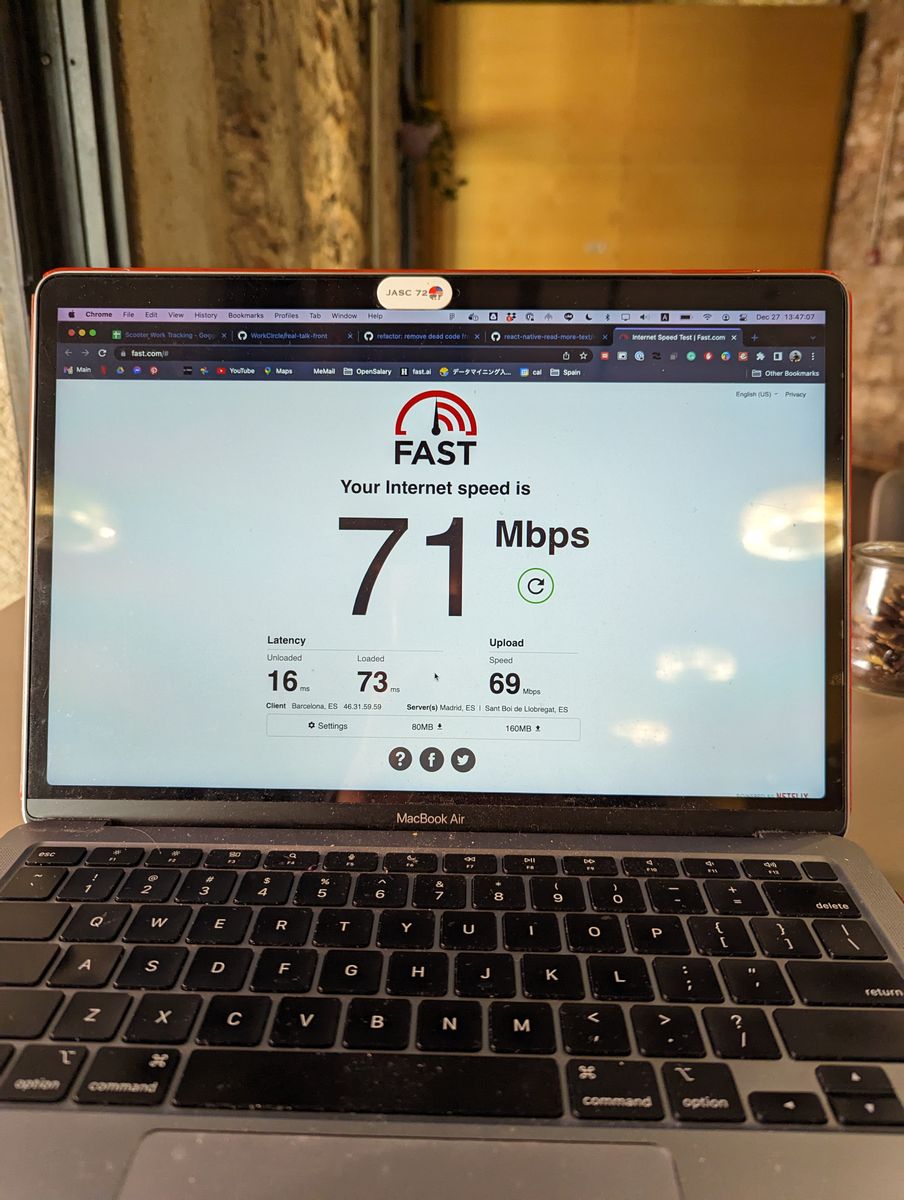 JASC 72
Chrome File Edit View History Bookmarks Profiles Tab Window Help A Dec 27 13:47:07
Scooter Work Tracking - Goog WorkCircle/real-talk-front refactor: remove dead code fr react-native-read-more-text/ Internet Speed Test | Fast.com
fast.com/#
Main YouTube Maps MeMail OpenSalary H fast.ai データマイニング入... cal Spain Other Bookmarks
English (US) Privacy
FAST
Your Internet speed is
71 Mbps
Latency Upload
Unloaded Loaded Speed
16 ms 73 ms 69 Mbps
Client Barcelona, ES 46.31.59.59 Server(s) Madrid, ES | Sant Boi de Llobregat, ES
Settings 80MB 160MB
? f
POWERED BY NETFLIX
MacBook Air
esc F1 F2 F3 F4 F5 F6 F7 F8 F9 F10 F11 F12
~ ! 1 @ 2 # 3 $ 4 % 5 ^ 6 & 7 * 8 ( 9 ) 0 — - + = delete
Q W E R T Y U I O P { [ } ] | \
A S D F G H J K L : ; " ' return
Z X C V B N M < , > . ? /
option command command option